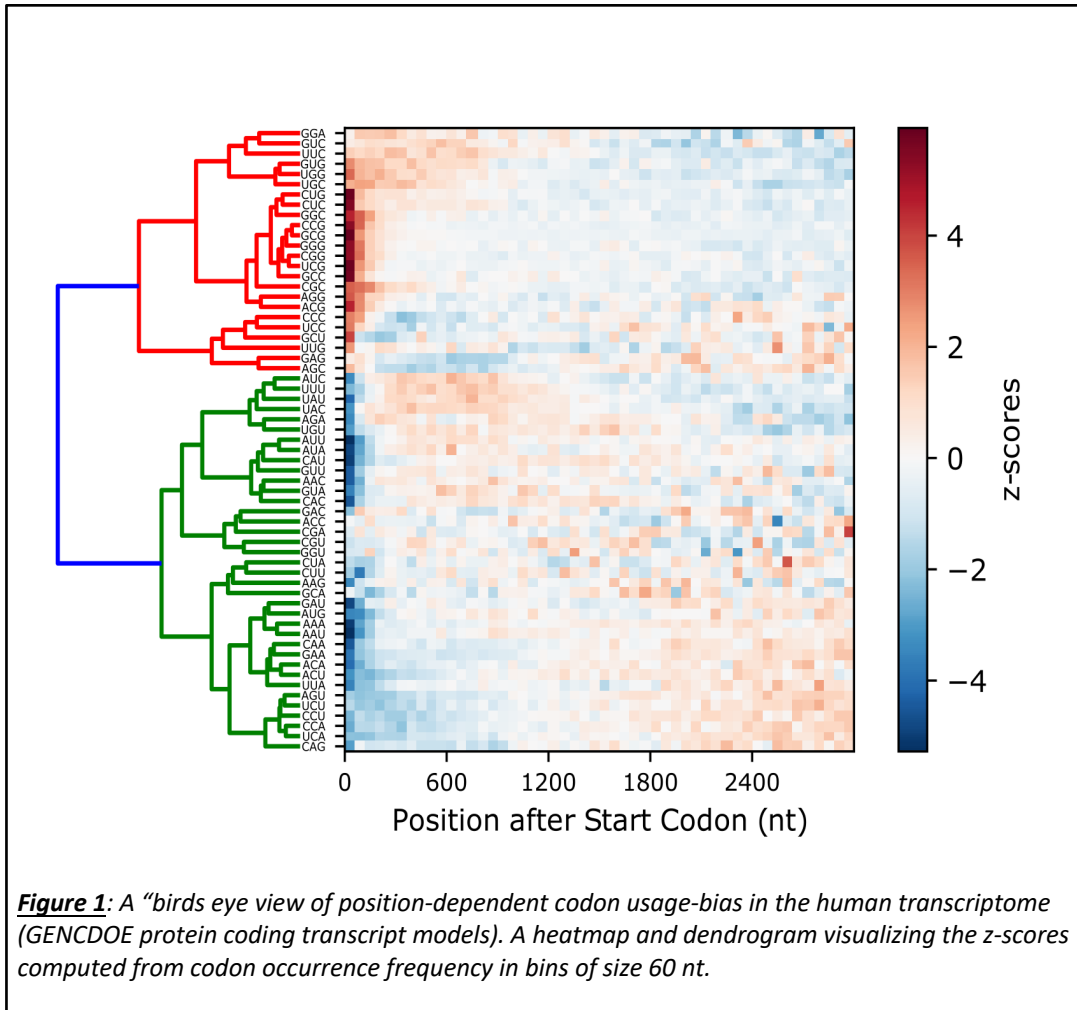 GGA
GUC
UUC
GUG
UGG
UGC
CUG
CUC
GGC
CCG
GCG
GGG
CGG
UCG
GCC
CGC
AGG
ACG
CCC
UCC
GCU
UUG
GAG
AGC
AUC
UUU
UAU
UAC
AGA
UGU
AUU
AUA
CAU
GUU
AAC
GUA
CAC
GAC
ACC
CGA
CGU
GGU
CUA
CUU
AAG
GCA
GAU
AUG
AAA
AAU
CAA
GAA
ACA
ACU
UUA
AGU
UCU
CCU
CCA
UCA
CAG
0 600 1200 1800 2400
Position after Start Codon (nt)
4
2
0
−2
−4
z-scores
Figure 1: A “birds eye view of position-dependent codon usage-bias in the human transcriptome
(GENCDOE protein coding transcript models). A heatmap and dendrogram visualizing the z-scores
computed from codon occurrence frequency in bins of size 60 nt.